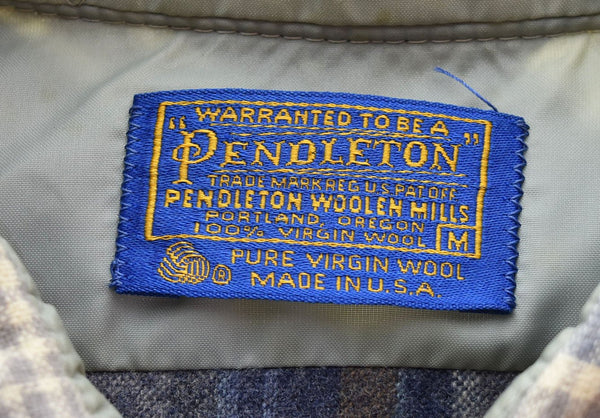 WARRANTED TO BE A
"PENDLETON"
TRADE MARK REG US PAT OFF
PENDLETON WOOLEN MILLS
PORTLAND, OREGON
100% VIRGIN WOOL M
PURE VIRGIN WOOL
® MADE IN U.S.A.